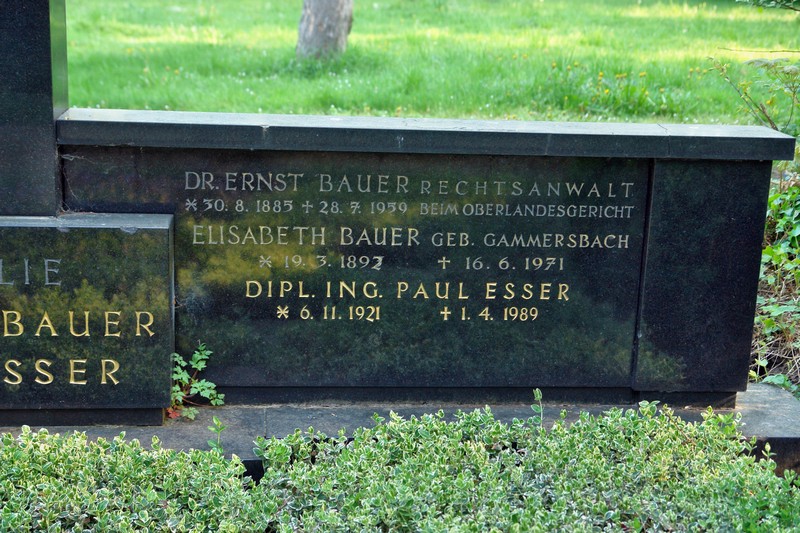 DR. ERNST BAUER RECHTSANWALT
* 30. 8. 1885 + 28. 7. 1959 BEIM OBERLANDESGERICHT
ELISABETH BAUER GEB. GAMMERSBACH
* 19. 3. 1892 + 16. 6. 1971
DIPL. ING. PAUL ESSER
* 6. 11. 1921 + 1. 4. 1989
LIE
BAUER
SSER